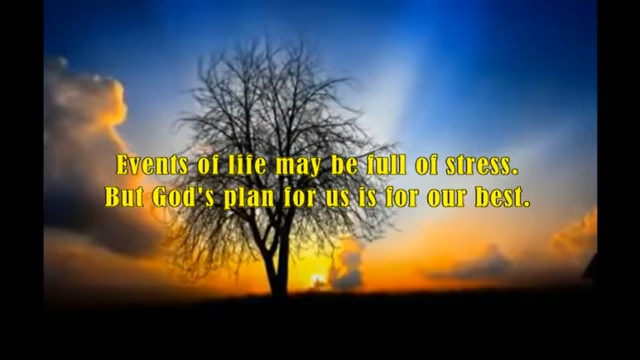 Events of life may be full of stress.
But God's plan for us is for our best.